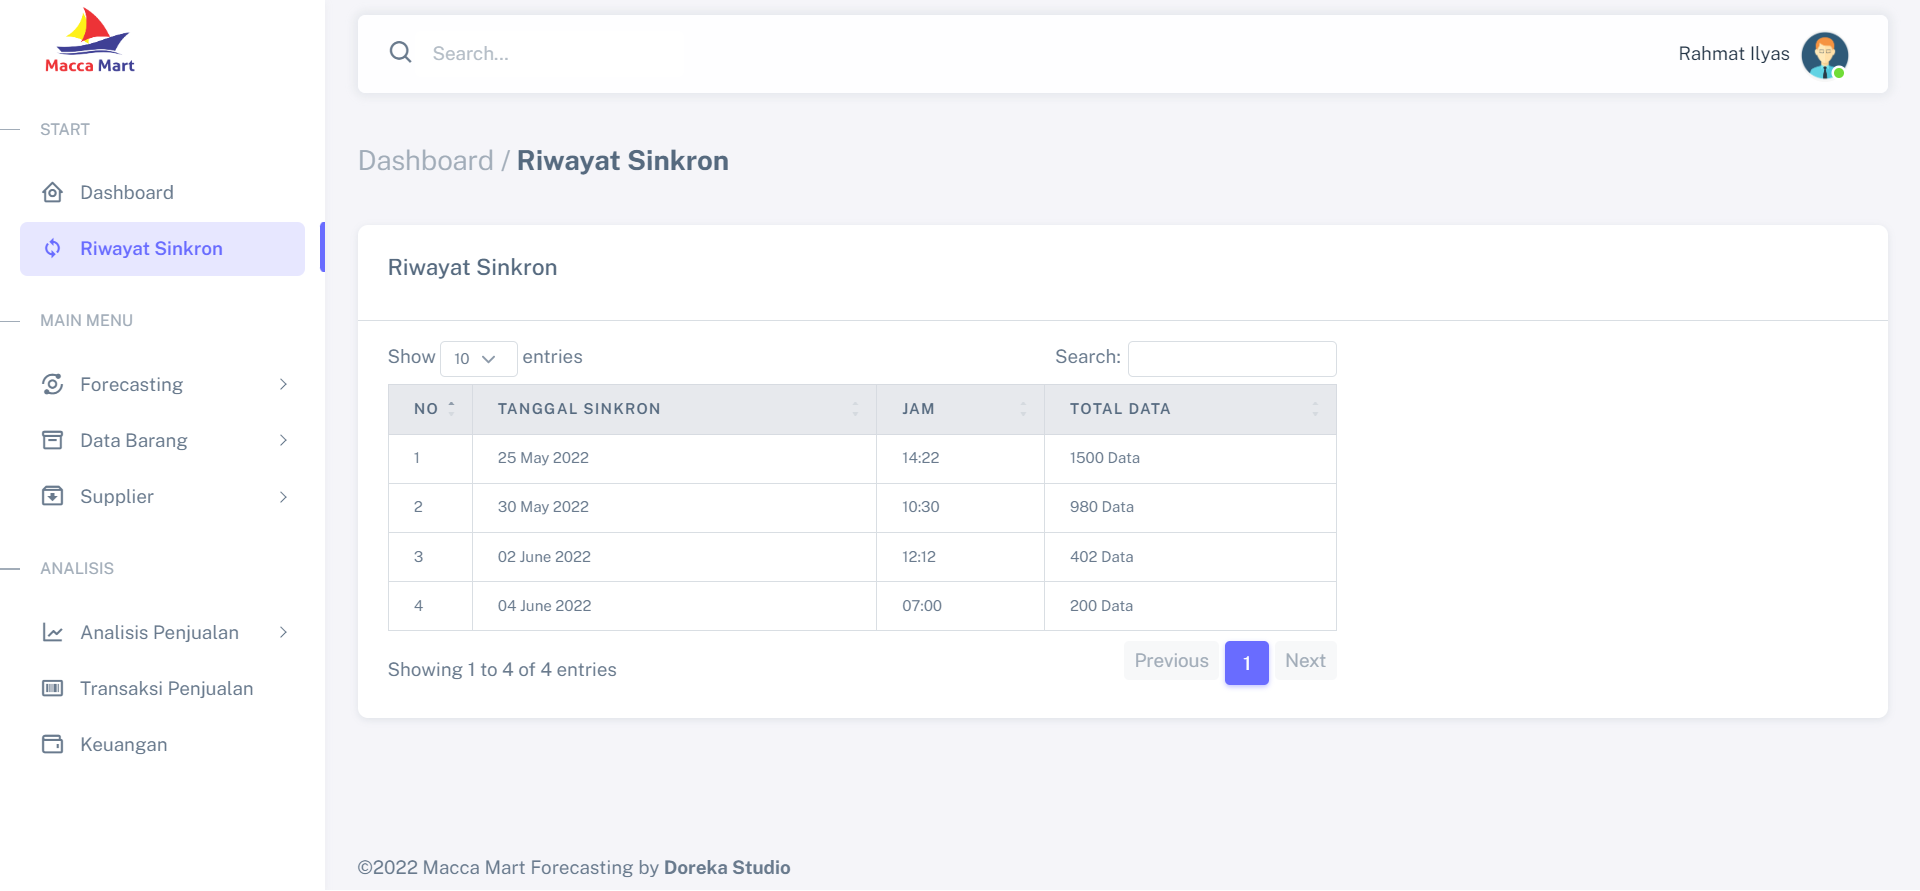 Macca Mart
START
Dashboard
Riwayat Sinkron
MAIN MENU
Forecasting
Data Barang
Supplier
ANALISIS
Analisis Penjualan
Transaksi Penjualan
Keuangan
Search...
Rahmat Ilyas
Dashboard / Riwayat Sinkron
Riwayat Sinkron
Show 10 entries Search:
NO TANGGAL SINKRON JAM TOTAL DATA
1 25 May 2022 14:22 1500 Data
2 30 May 2022 10:30 980 Data
3 02 June 2022 12:12 402 Data
4 04 June 2022 07:00 200 Data
Showing 1 to 4 of 4 entries Previous 1 Next
©2022 Macca Mart Forecasting by Doreka Studio